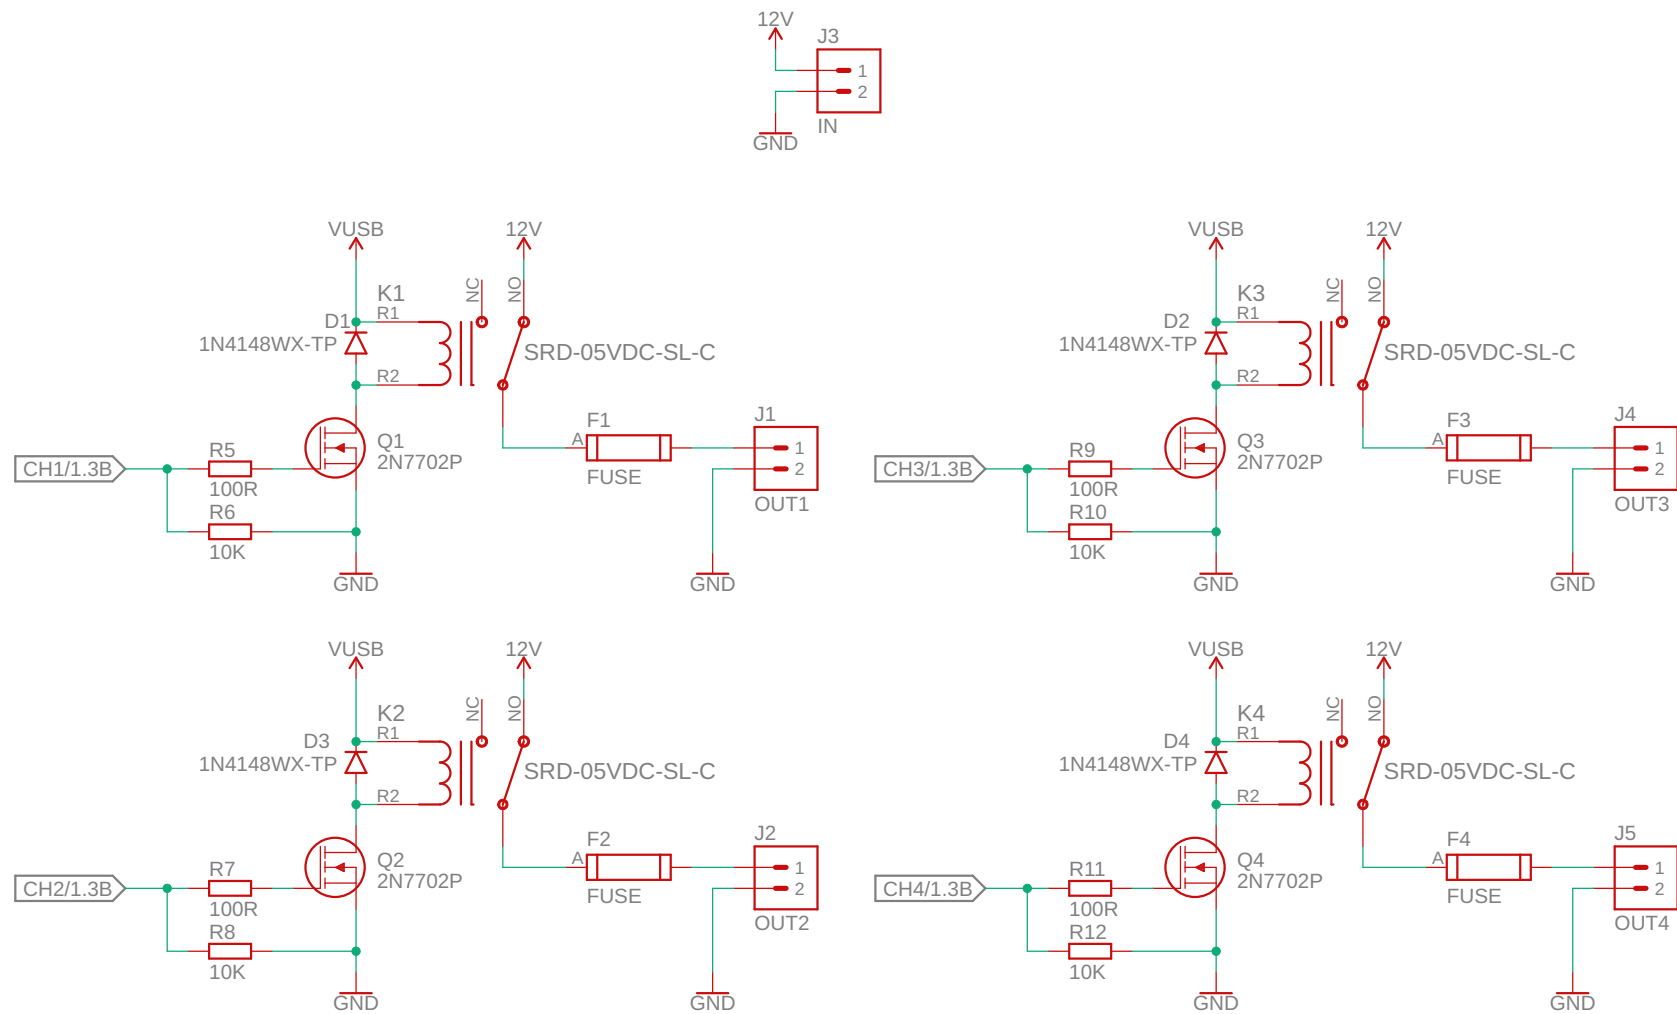 12V
J3
1
2
IN
GND
VUSB
12V
K1
R1
NC
NO
D1
1N4148WX-TP
SRD-05VDC-SL-C
R2
F1
J1
A
1
Q1
2N7702P
R5
CH1/1.3B
2
FUSE
100R
OUT1
R6
10K
GND
GND
VUSB
12V
K3
R1
NC
NO
D2
1N4148WX-TP
SRD-05VDC-SL-C
R2
F3
J4
A
1
Q3
2N7702P
R9
CH3/1.3B
2
FUSE
100R
OUT3
R10
10K
GND
GND
VUSB
12V
K2
R1
NC
NO
D3
1N4148WX-TP
SRD-05VDC-SL-C
R2
F2
J2
A
1
Q2
2N7702P
R7
CH2/1.3B
2
FUSE
100R
OUT2
R8
10K
GND
GND
VUSB
12V
K4
R1
NC
NO
D4
1N4148WX-TP
SRD-05VDC-SL-C
R2
F4
J5
A
1
Q4
2N7702P
R11
CH4/1.3B
2
FUSE
100R
OUT4
R12
10K
GND
GND